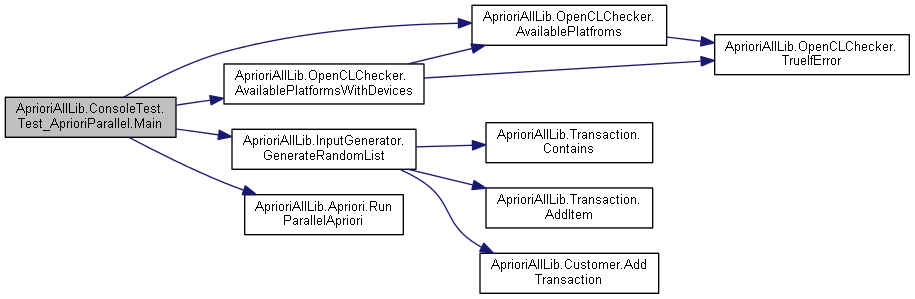 AprioriAllLib.ConsoleTest.
Test_AprioriParallel.Main
AprioriAllLib.OpenCLChecker.
AvailablePlatfroms
AprioriAllLib.OpenCLChecker.
AvailablePlatformsWithDevices
AprioriAllLib.OpenCLChecker.
TrueIfError
AprioriAllLib.InputGenerator.
GenerateRandomList
AprioriAllLib.Transaction.
Contains
AprioriAllLib.Transaction.
AddItem
AprioriAllLib.Customer.Add
Transaction
AprioriAllLib.Apriori.Run
ParallelApriori